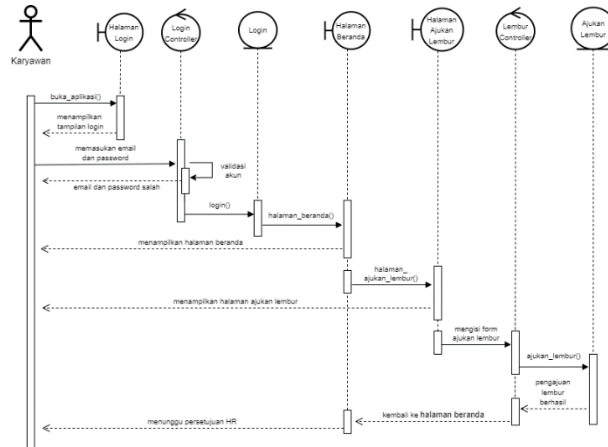 Karyawan
Halaman
Login
Login
Controller
Login
Halaman
Beranda
Halaman
Ajukan
Lembur
Lembur
Controller
Ajukan
Lembur
buka_aplikasi()
menampilkan
tampilan login
memasukan email
dan password
validasi
akun
email dan password salah
login()
halaman_beranda()
menampilkan halaman beranda
halaman_
ajukan_lembur()
menampilkan halaman ajukan lembur
mengisi form
ajukan lembur
ajukan_lembur()
pengajuan
lembur
berhasil
kembali ke halaman beranda
menunggu persetujuan HR